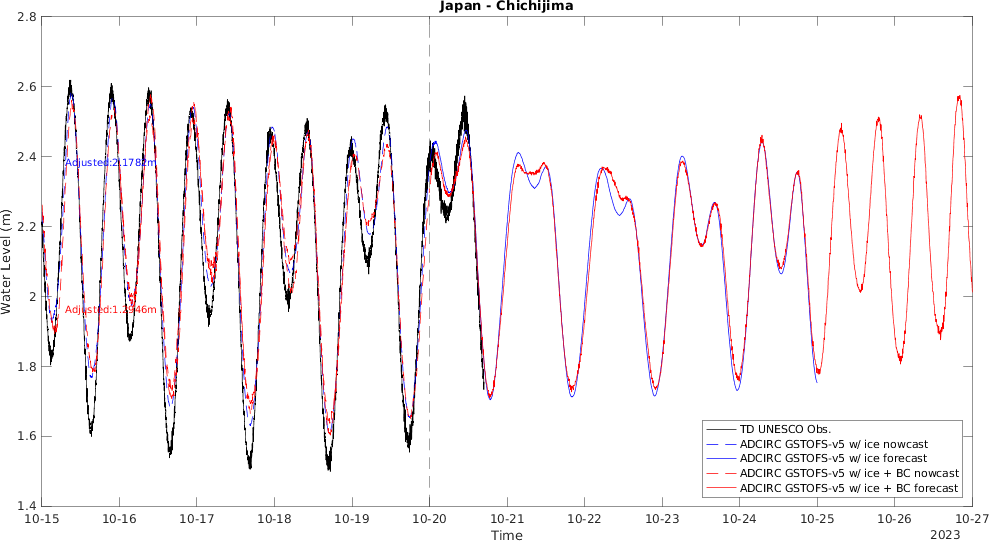 Japan - Chichijima
Water Level (m)
2.8
2.6
2.4
2.2
2
1.8
1.6
1.4
Adjusted:2.1782m
Adjusted:1.2946m
TD UNESCO Obs.
ADCIRC GSTOFS-v5 w/ ice nowcast
ADCIRC GSTOFS-v5 w/ ice forecast
ADCIRC GSTOFS-v5 w/ ice + BC nowcast
ADCIRC GSTOFS-v5 w/ ice + BC forecast
10-15 10-16 10-17 10-18 10-19 10-20 10-21 10-22 10-23 10-24 10-25 10-26 10-27
Time
2023